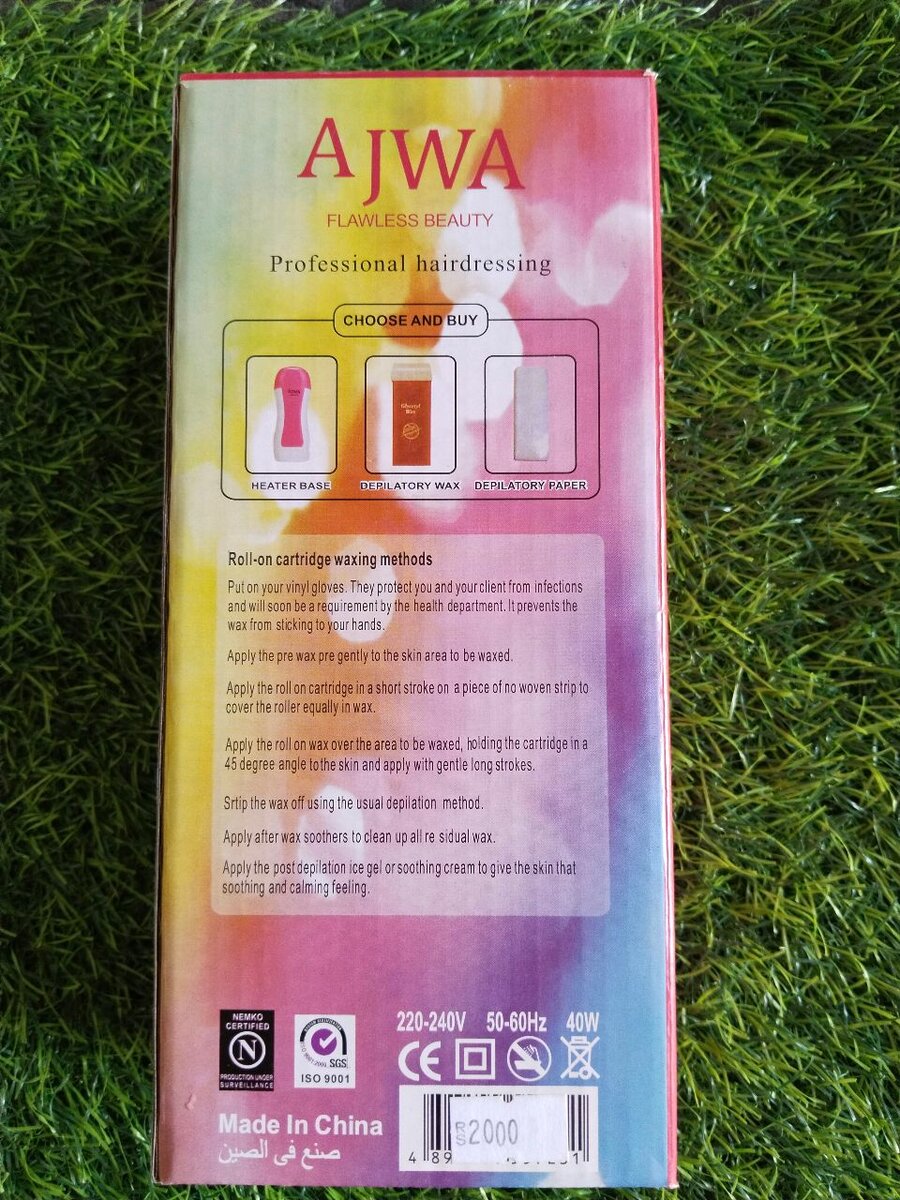 AJWA
FLAWLESS BEAUTY
Professional hairdressing
CHOOSE AND BUY
HEATER BASE
DEPILATORY WAX
DEPILATORY PAPER
Roll-on cartridge waxing methods
Put on your vinyl gloves. They protect you and your client from infections
and will soon be a requirement by the health department. It prevents the
wax from sticking to your hands.
Apply the pre wax pre gently to the skin area to be waxed.
Apply the roll on cartridge in a short stroke on a piece of no woven strip to
cover the roller equally in wax.
Apply the roll on wax over the area to be waxed, holding the cartridge in a
45 degree angle to the skin and apply with gentle long strokes.
Srtip the wax off using the usual depilation method.
Apply after wax soothers to clean up all re sidual wax.
Apply the post depilation ice gel or soothing cream to give the skin that
soothing and calming feeling.
NEMKO
CERTIFIED
N
PRODUCTION UNDER
SURVEILLANCE
SGS
ISO 9001
220-240V 50-60Hz 40W
CE
Made In China
صنع في الصين
RS 2000
4 89